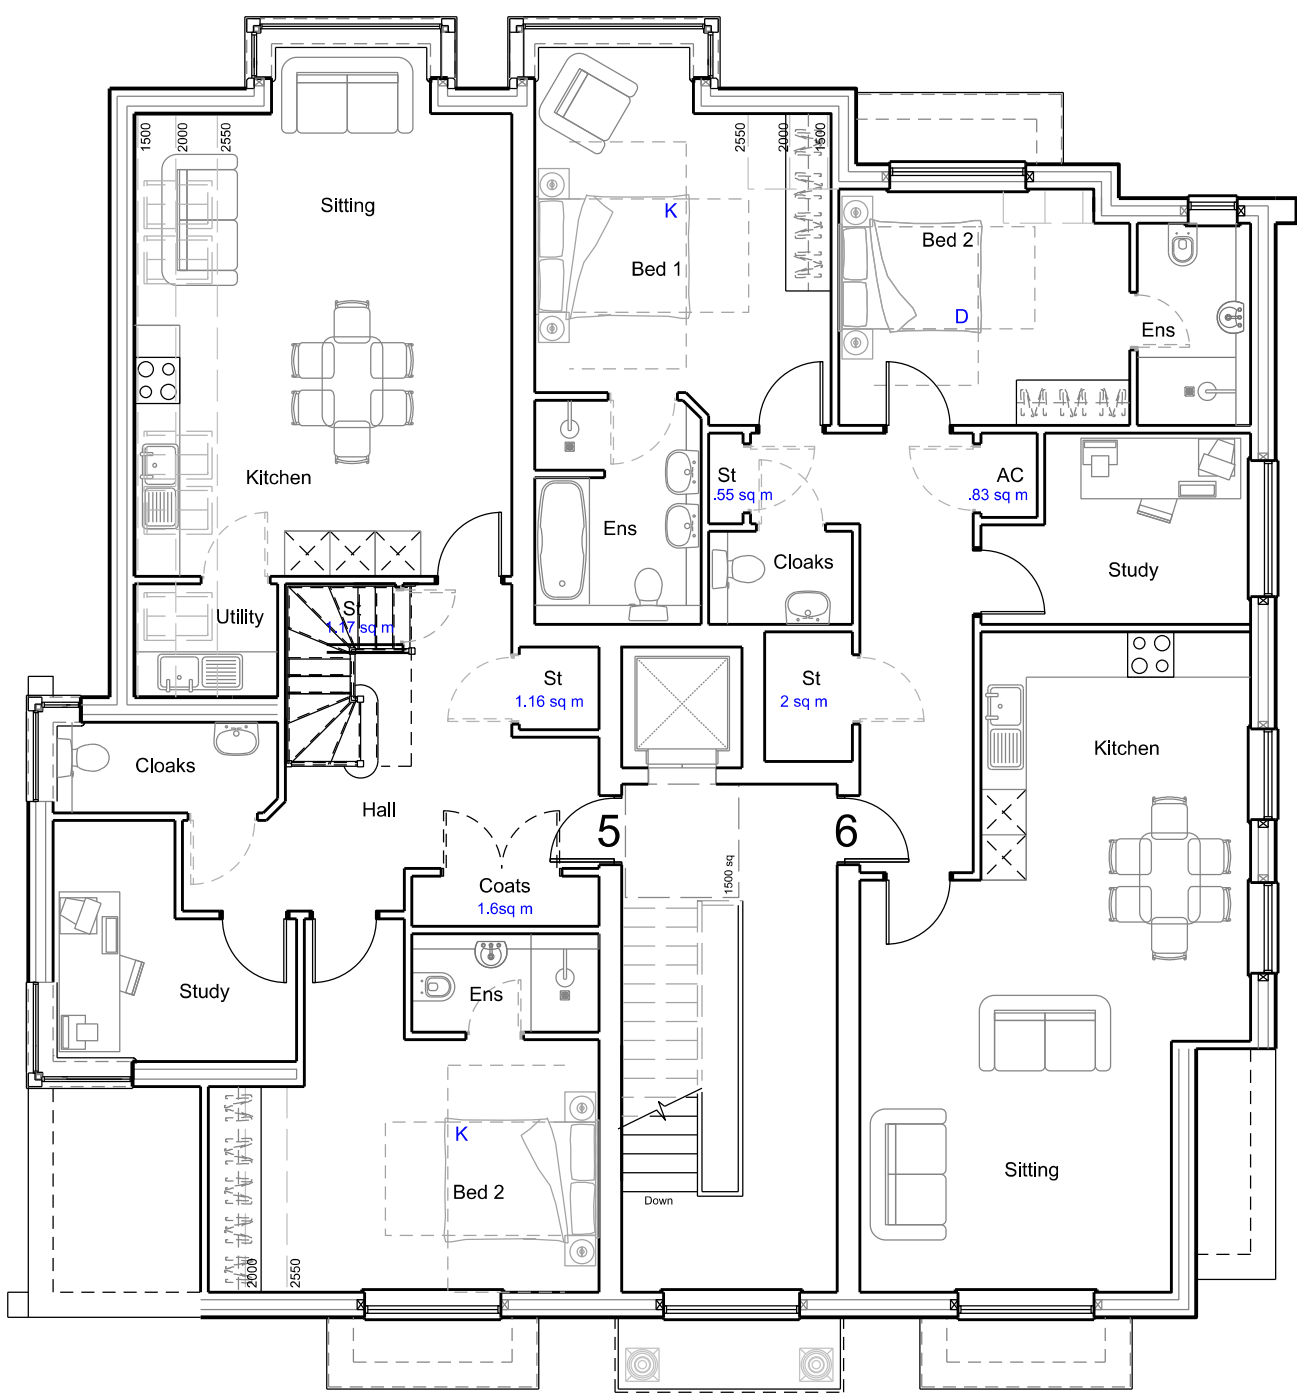 1500
2000
2550
2550
2000
1500
Sitting
K
Bed 1
Bed 2
D
Ens
Kitchen
St
.55 sq m
AC
.83 sq m
Ens
Cloaks
Study
Utility
St
1.17 sq m
St
1.16 sq m
St
2 sq m
Kitchen
Cloaks
Hall
5
6
1500 sq
Coats
1.6sq m
Study
Ens
K
Bed 2
Sitting
Down
2000
2550